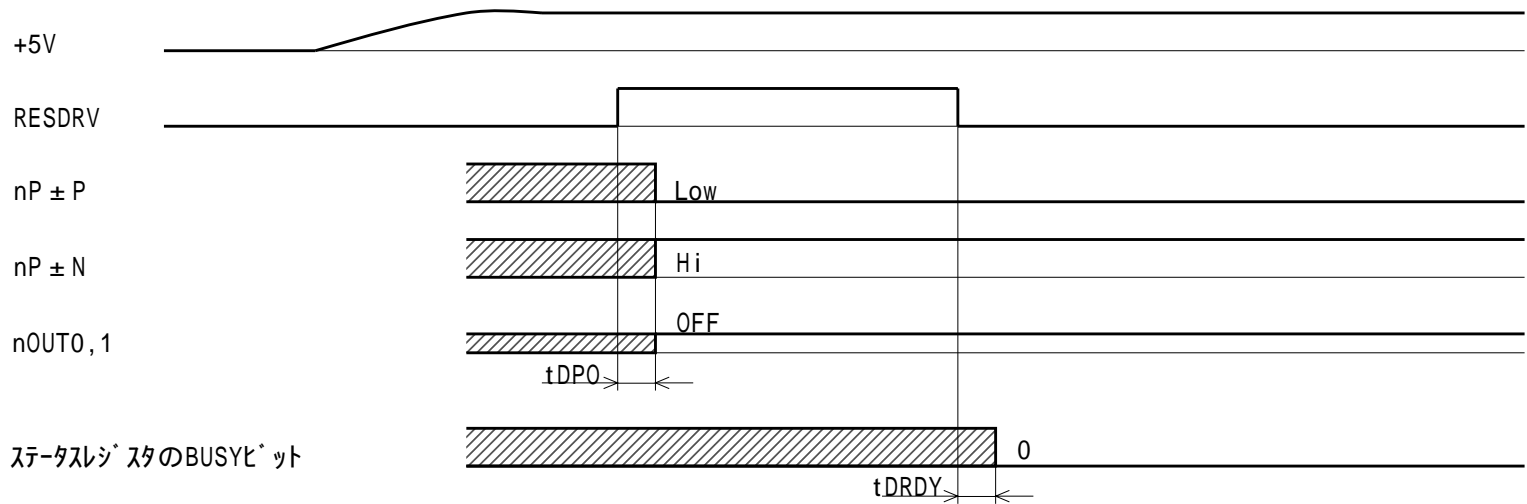 +5V
RESDRV
nP±P
Low
nP±N
Hi
nOUT0,1
OFF
tDPO
ｽﾃｰﾀｽﾚｼﾞｽﾀのBUSYﾋﾞｯﾄ
0
tDRDY